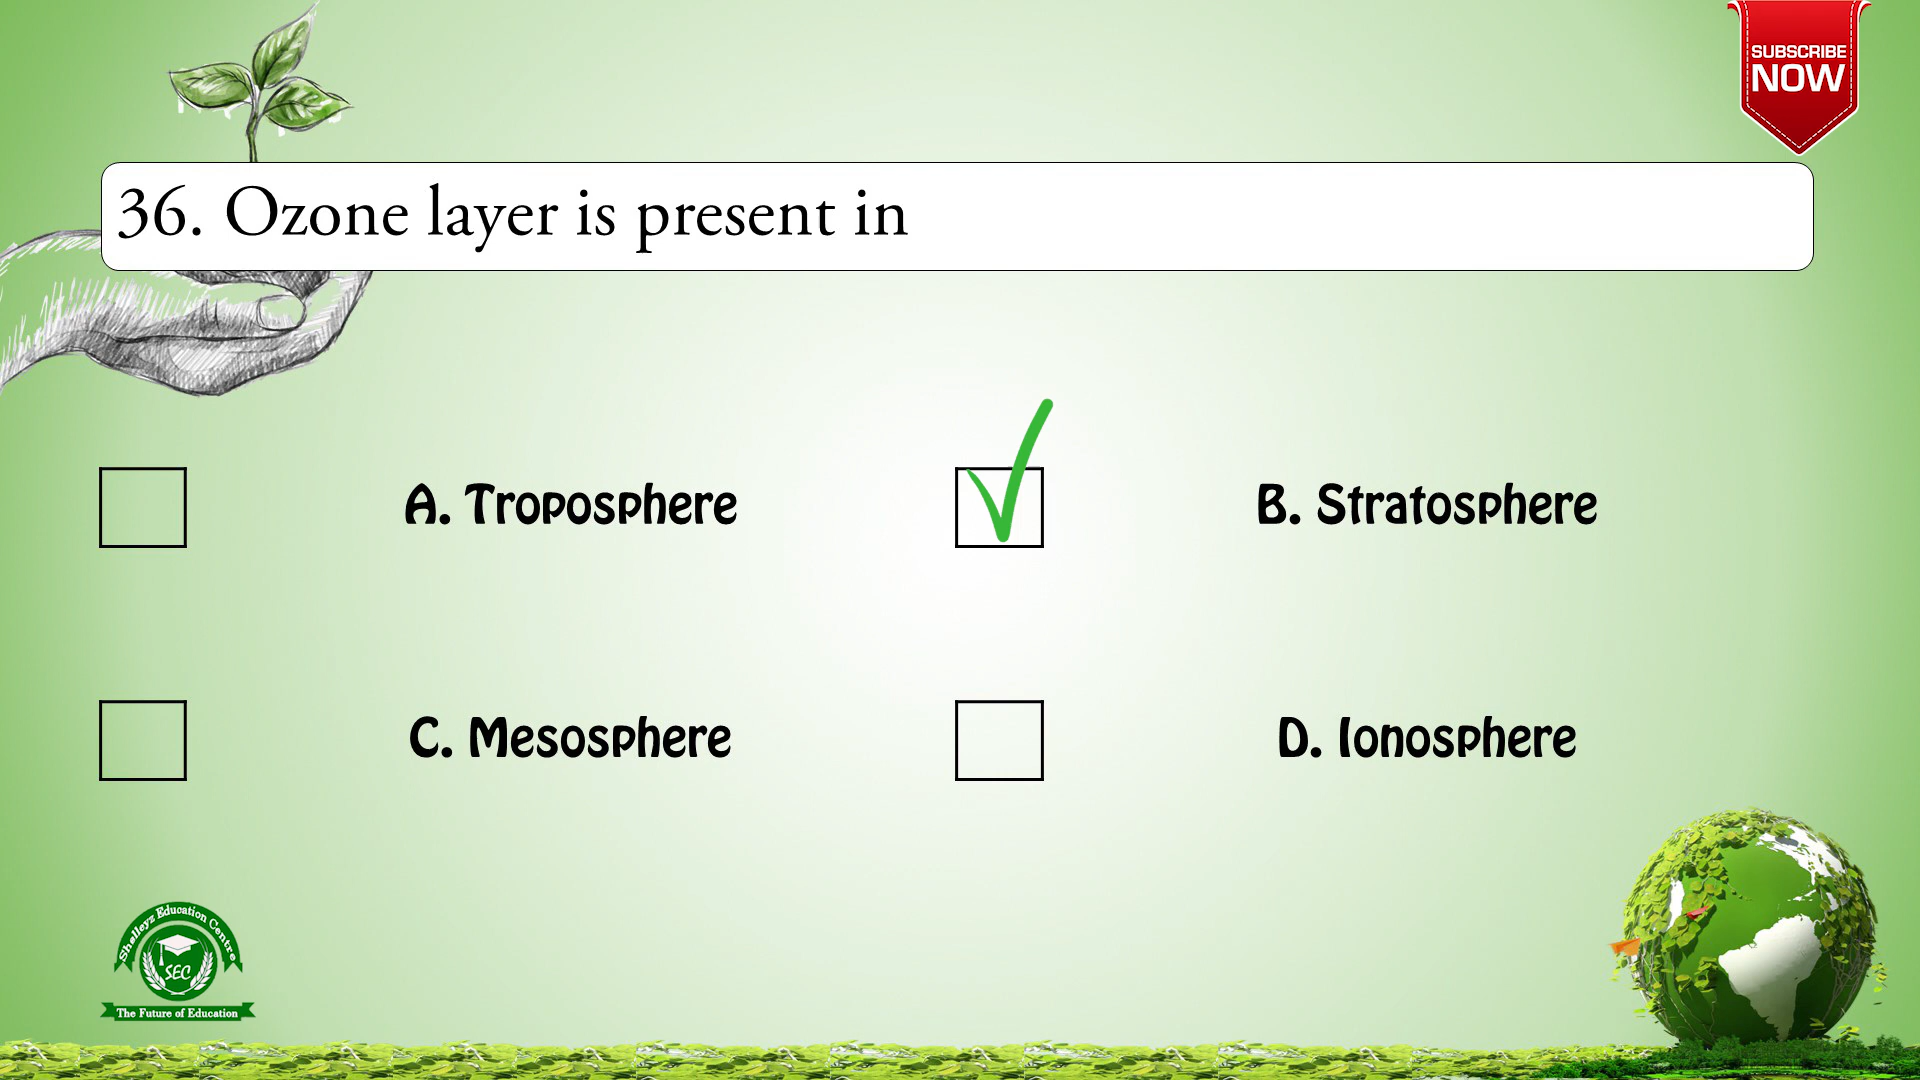 SUBSCRIBE
NOW
36. Ozone layer is present in
A. Troposphere
B. Stratosphere
C. Mesosphere
D. Ionosphere
Shelleyz Education Centre
SEC
The Future of Education